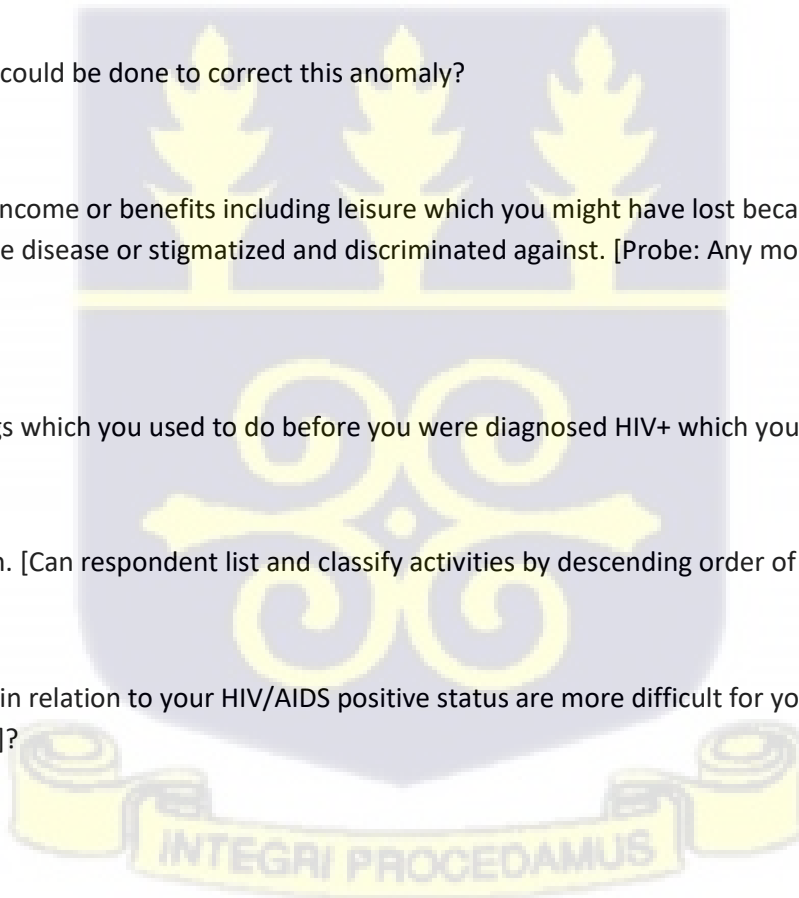 could be done to correct this anomaly?
ncome or benefits including leisure which you might have lost beca
e disease or stigmatized and discriminated against. [Probe: Any mo
gs which you used to do before you were diagnosed HIV+ which you
n. [Can respondent list and classify activities by descending order of
in relation to your HIV/AIDS positive status are more difficult for yo
]?
INTEGRI PROCEDAMUS